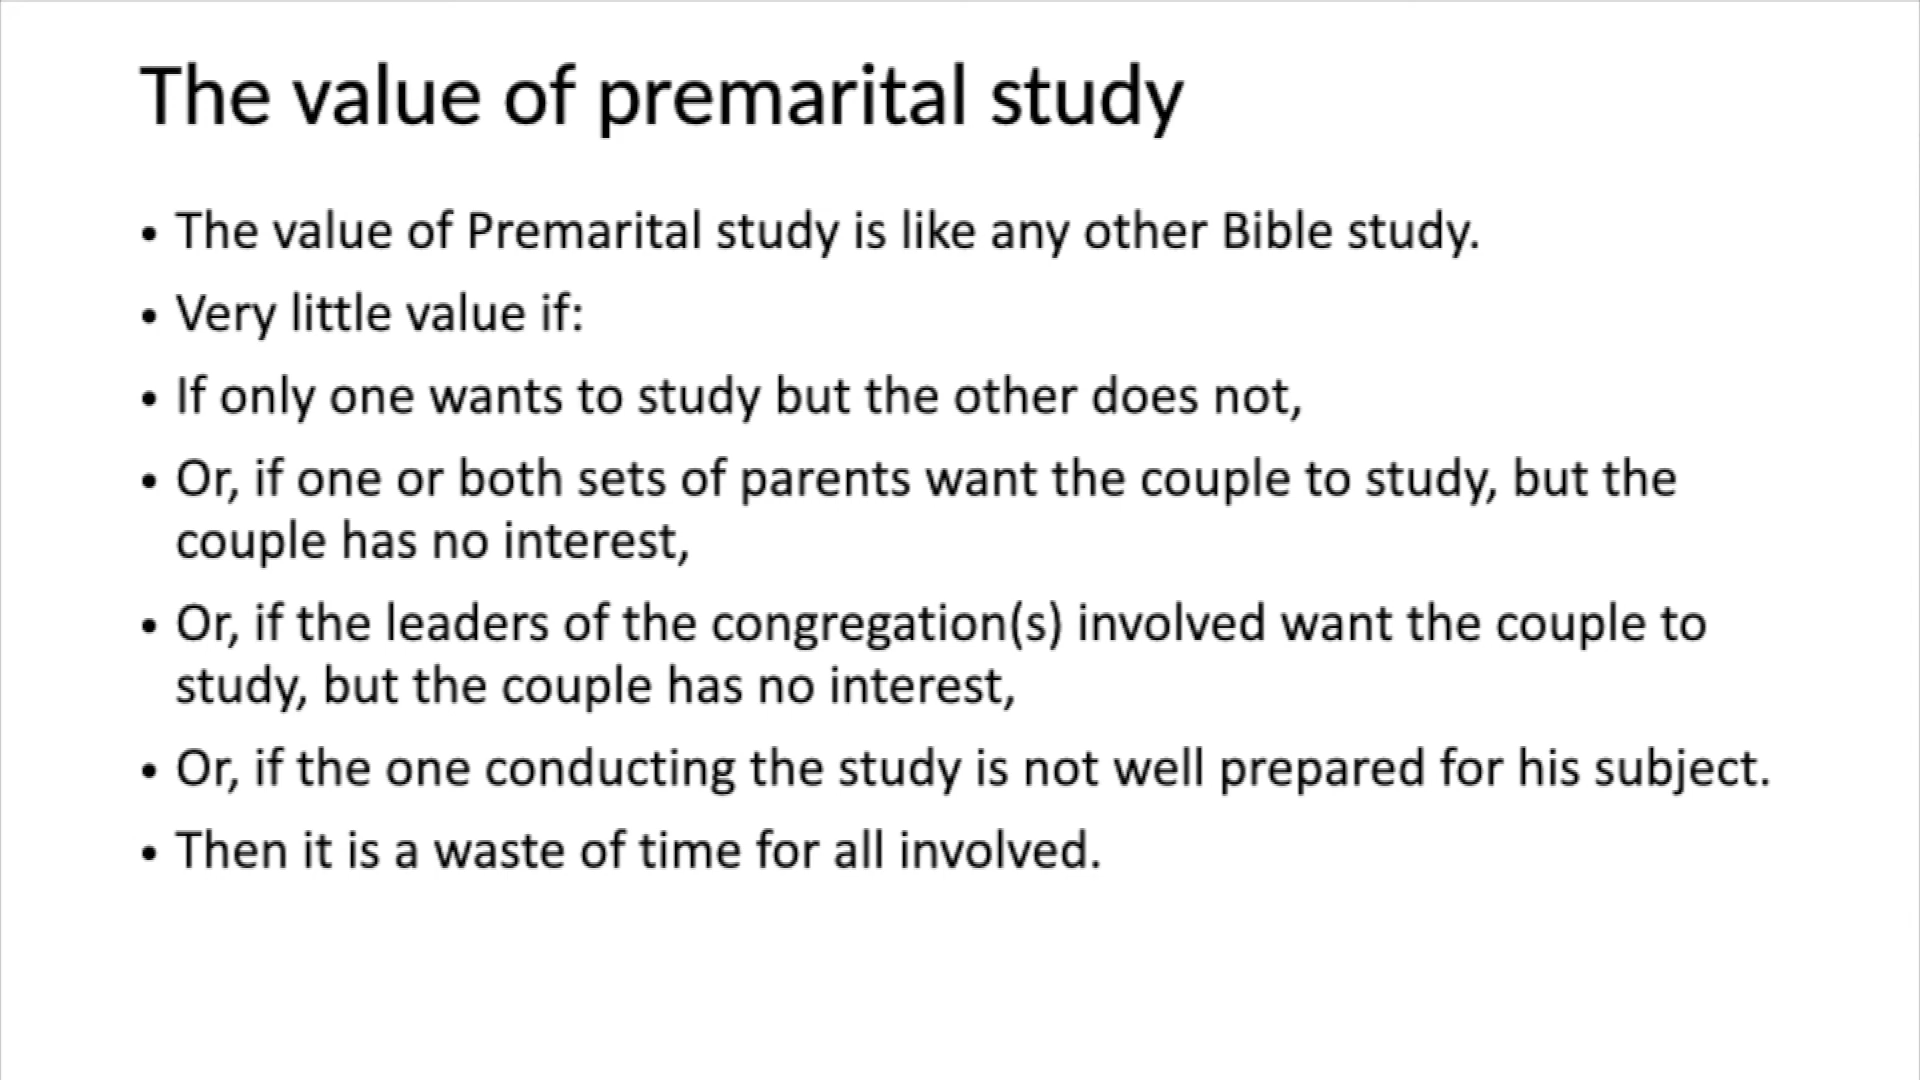 The value of premarital study
• The value of Premarital study is like any other Bible study.
• Very little value if:
• If only one wants to study but the other does not,
• Or, if one or both sets of parents want the couple to study, but the
couple has no interest,
• Or, if the leaders of the congregation(s) involved want the couple to
study, but the couple has no interest,
• Or, if the one conducting the study is not well prepared for his subject.
• Then it is a waste of time for all involved.